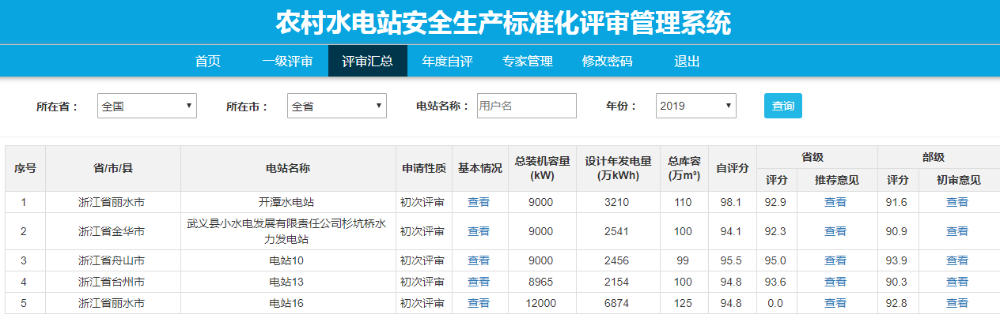 农村水电站安全生产标准化评审管理系统
首页 一级评审 评审汇总 年度自评 专家管理 修改密码 退出
所在省： 全国 所在市： 全省 电站名称： 用户名 年份： 2019 查询
序号 省/市/县 电站名称 申请性质 基本情况 总装机容量 (kW) 设计年发电量 (万kWh) 总库容 (万m³) 自评分 省级 部级
评分 推荐意见 评分 初审意见
1 浙江省丽水市 开潭水电站 初次评审 查看 9000 3210 110 98.1 92.9 查看 91.6 查看
2 浙江省金华市 武义县小水电发展有限责任公司杉坑桥水力发电站 初次评审 查看 9000 2541 100 94.1 92.3 查看 90.9 查看
3 浙江省舟山市 电站10 初次评审 查看 9000 2456 99 95.5 95.0 查看 93.9 查看
4 浙江省台州市 电站13 初次评审 查看 8965 2154 100 94.8 93.6 查看 90.3 查看
5 浙江省丽水市 电站16 初次评审 查看 12000 6874 125 94.8 0.0 查看 92.8 查看